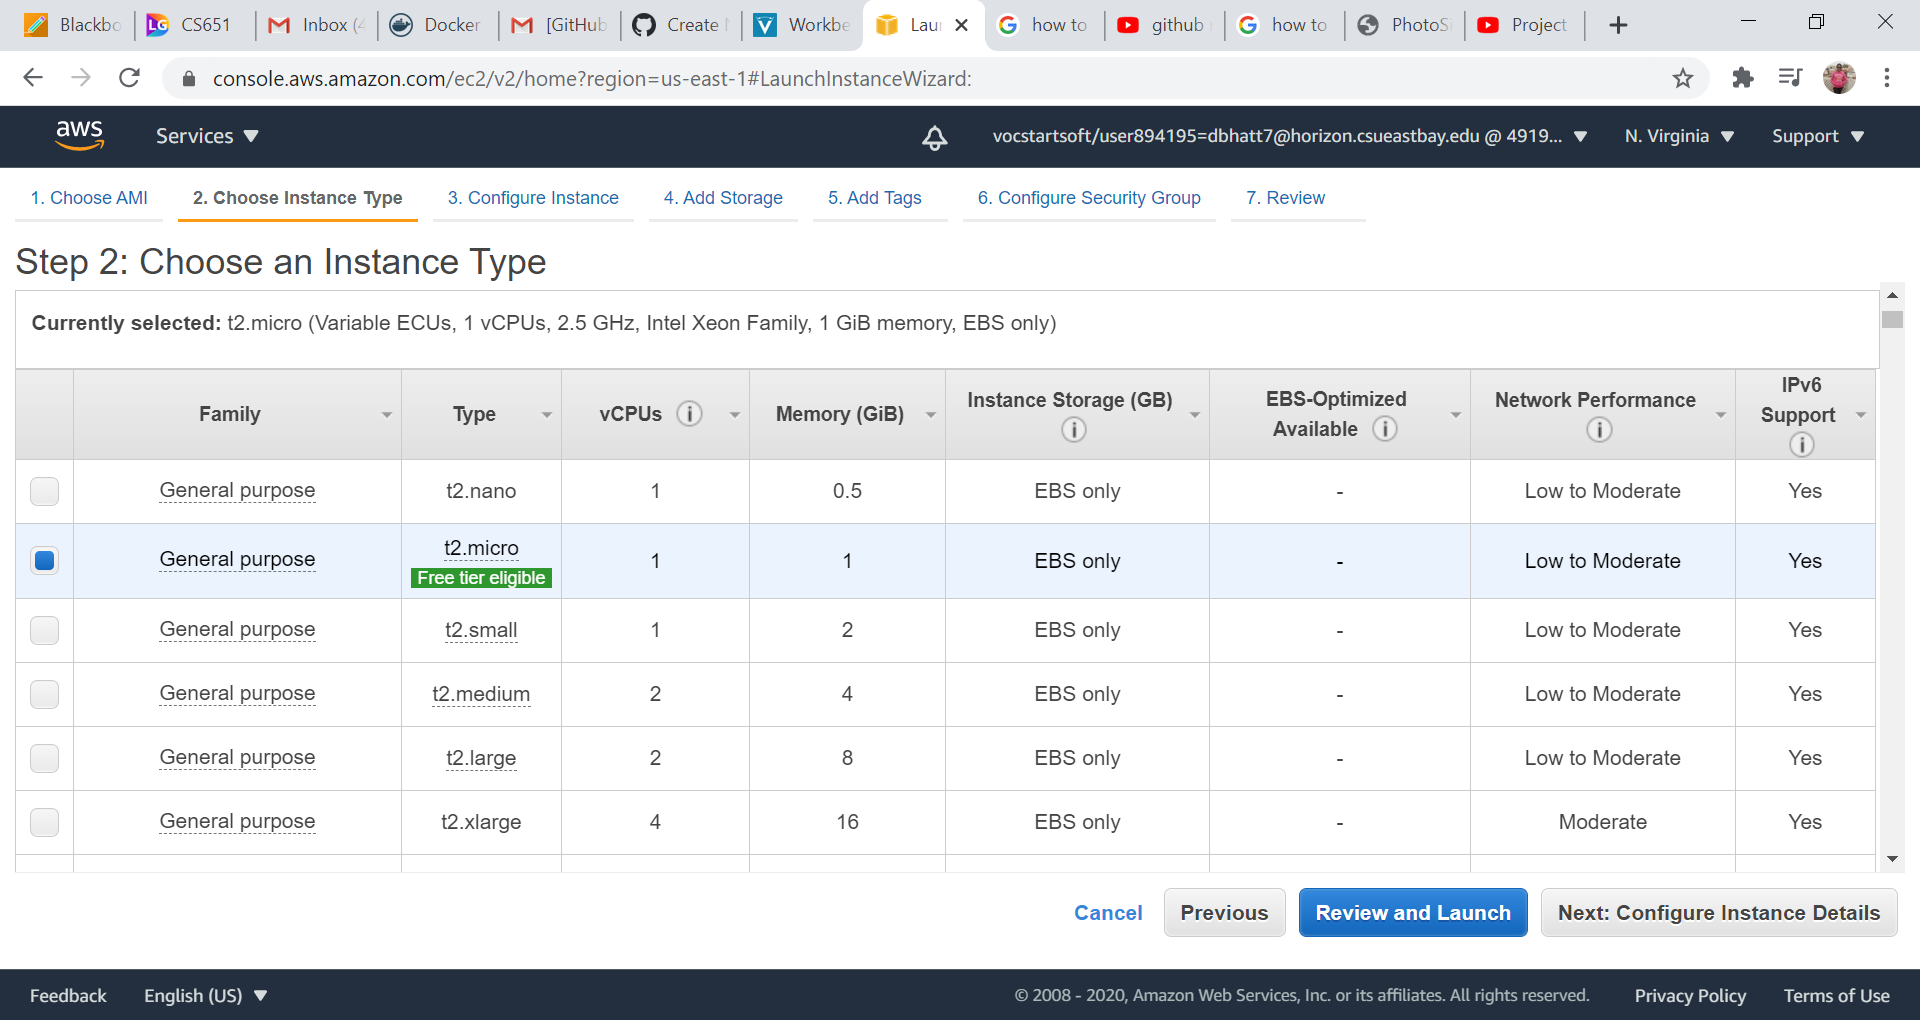 Blackbo
LG CS651
Inbox (4
Docker
[GitHub
Create
Workbe
Lau
how to
github
how to
PhotoS
Project
console.aws.amazon.com/ec2/v2/home?region=us-east-1#LaunchInstanceWizard:
aws
Services
vocstartsoft/user894195=dbhatt7@horizon.csueastbay.edu @ 4919...
N. Virginia
Support
1. Choose AMI
2. Choose Instance Type
3. Configure Instance
4. Add Storage
5. Add Tags
6. Configure Security Group
7. Review
Step 2: Choose an Instance Type
Currently selected: t2.micro (Variable ECUs, 1 vCPUs, 2.5 GHz, Intel Xeon Family, 1 GiB memory, EBS only)
Family
Type
vCPUs
Memory (GiB)
Instance Storage (GB)
EBS-Optimized
Available
Network Performance
IPv6
Support
General purpose t2.nano 1 0.5 EBS only - Low to Moderate Yes
General purpose t2.micro 1 1 EBS only - Low to Moderate Yes
Free tier eligible
General purpose t2.small 1 2 EBS only - Low to Moderate Yes
General purpose t2.medium 2 4 EBS only - Low to Moderate Yes
General purpose t2.large 2 8 EBS only - Low to Moderate Yes
General purpose t2.xlarge 4 16 EBS only - Moderate Yes
Cancel
Previous
Review and Launch
Next: Configure Instance Details
Feedback
English (US)
© 2008 - 2020, Amazon Web Services, Inc. or its affiliates. All rights reserved.
Privacy Policy
Terms of Use